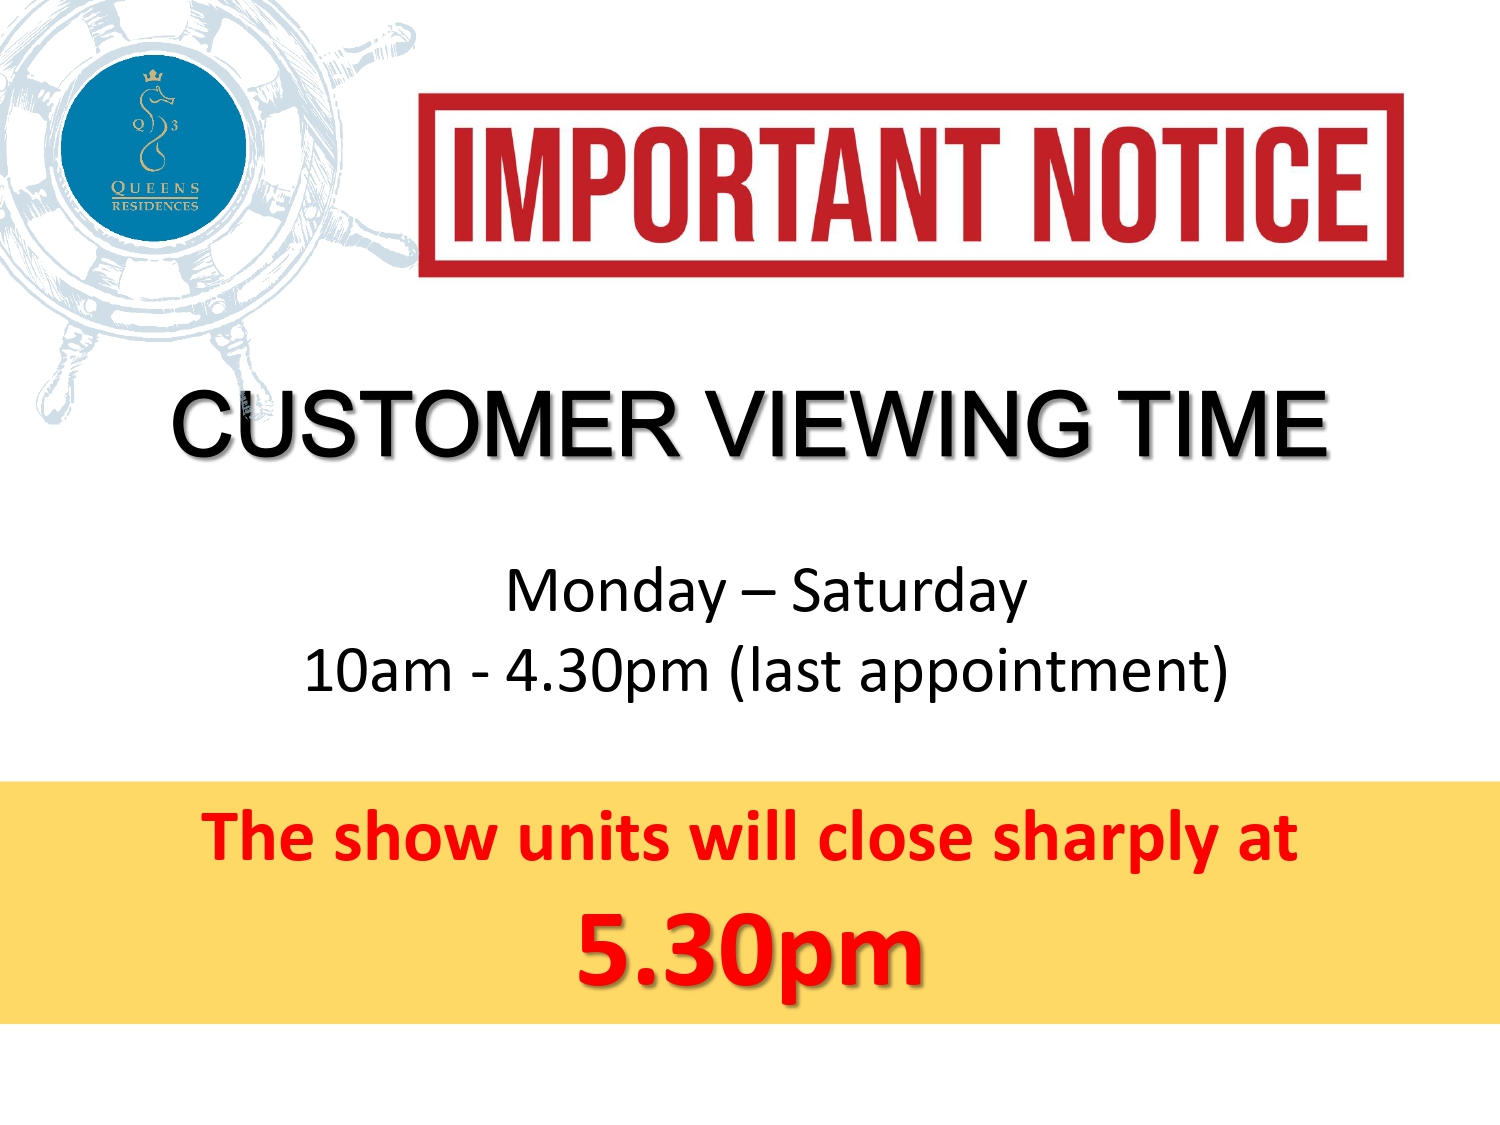 Q 3
QUEENS
RESIDENCES
IMPORTANT NOTICE
CUSTOMER VIEWING TIME
Monday – Saturday
10am - 4.30pm (last appointment)
The show units will close sharply at
5.30pm